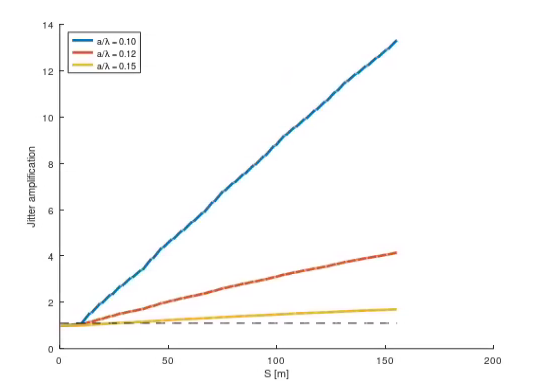 14
a/λ = 0.10
a/λ = 0.12
a/λ = 0.15
12
10
8
6
4
2
0
Jitter amplification
0 50 100 150 200
S [m]